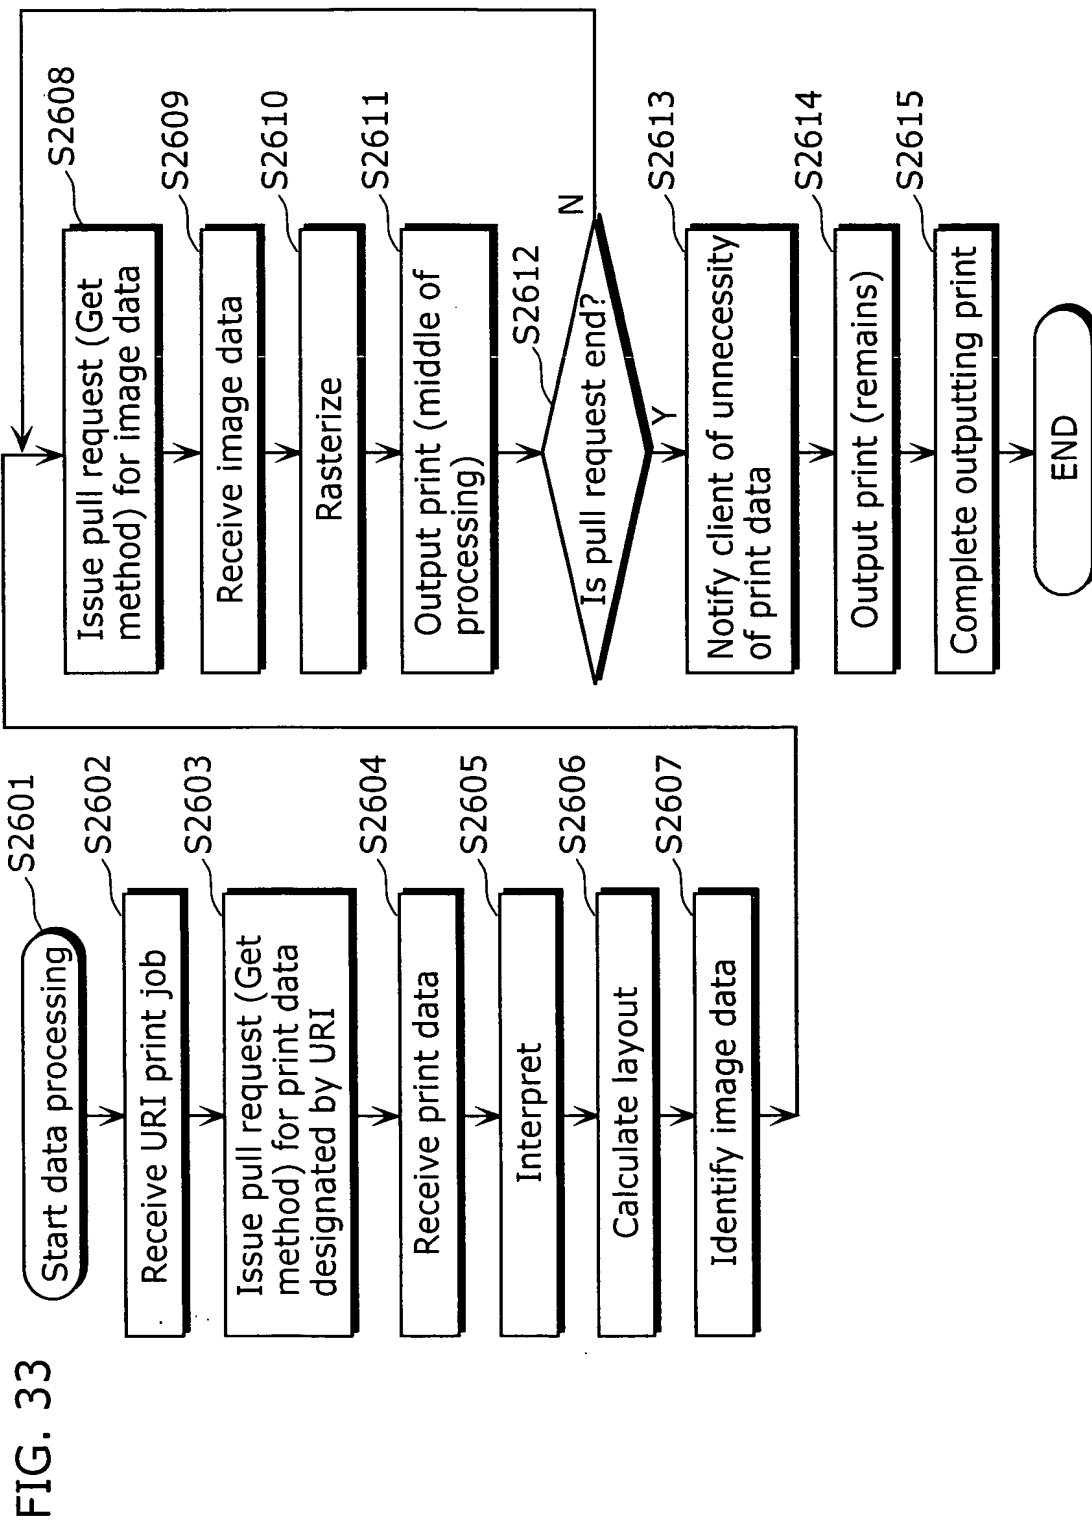 FIG. 33
S2601
Start data processing
S2602
Receive URI print job
S2603
Issue pull request (Get
method) for print data
designated by URI
S2604
Receive print data
S2605
Interpret
S2606
Calculate layout
S2607
Identify image data
S2608
Issue pull request (Get
method) for image data
S2609
Receive image data
S2610
Rasterize
S2611
Output print (middle of
processing)
S2612
Is pull request end?
N
Y
S2613
Notify client of unnecessity
of print data
S2614
Output print (remains)
S2615
Complete outputting print
END